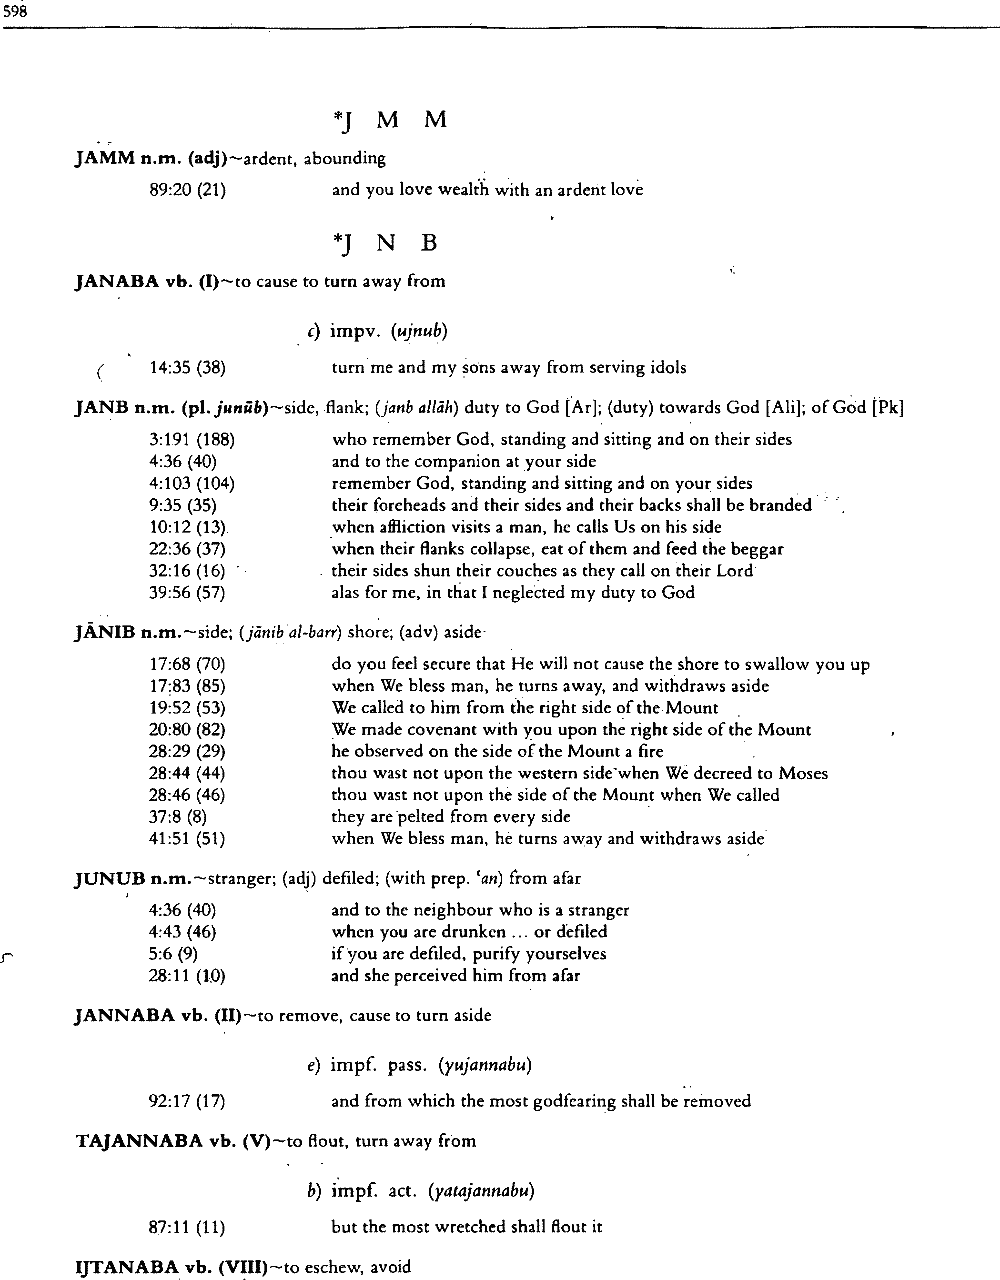 598
*J M M
JAMM n.m. (adj)~ardent, abounding
89:20 (21) and you love wealth with an ardent love
*J N B
JANABA vb. (I)~to cause to turn away from
c) impv. (ujnub)
14:35 (38) turn me and my sons away from serving idols
JANB n.m. (pl. junūb)~side, flank; (janb allāh) duty to God [Ar]; (duty) towards God [Ali]; of God [Pk]
3:191 (188) who remember God, standing and sitting and on their sides
4:36 (40) and to the companion at your side
4:103 (104) remember God, standing and sitting and on your sides
9:35 (35) their foreheads and their sides and their backs shall be branded
10:12 (13) when affliction visits a man, he calls Us on his side
22:36 (37) when their flanks collapse, eat of them and feed the beggar
32:16 (16) their sides shun their couches as they call on their Lord
39:56 (57) alas for me, in that I neglected my duty to God
JĀNIB n.m.~side; (jānib al-barr) shore; (adv) aside
17:68 (70) do you feel secure that He will not cause the shore to swallow you up
17:83 (85) when We bless man, he turns away, and withdraws aside
19:52 (53) We called to him from the right side of the Mount
20:80 (82) We made covenant with you upon the right side of the Mount
28:29 (29) he observed on the side of the Mount a fire
28:44 (44) thou wast not upon the western side when We decreed to Moses
28:46 (46) thou wast not upon the side of the Mount when We called
37:8 (8) they are pelted from every side
41:51 (51) when We bless man, he turns away and withdraws aside
JUNUB n.m.~stranger; (adj) defiled; (with prep. ʿan) from afar
4:36 (40) and to the neighbour who is a stranger
4:43 (46) when you are drunken ... or defiled
5:6 (9) if you are defiled, purify yourselves
28:11 (10) and she perceived him from afar
JANNABA vb. (II)~to remove, cause to turn aside
e) impf. pass. (yujannabu)
92:17 (17) and from which the most godfearing shall be removed
TAJANNABA vb. (V)~to flout, turn away from
b) impf. act. (yatajannabu)
87:11 (11) but the most wretched shall flout it
IJTANABA vb. (VIII)~to eschew, avoid